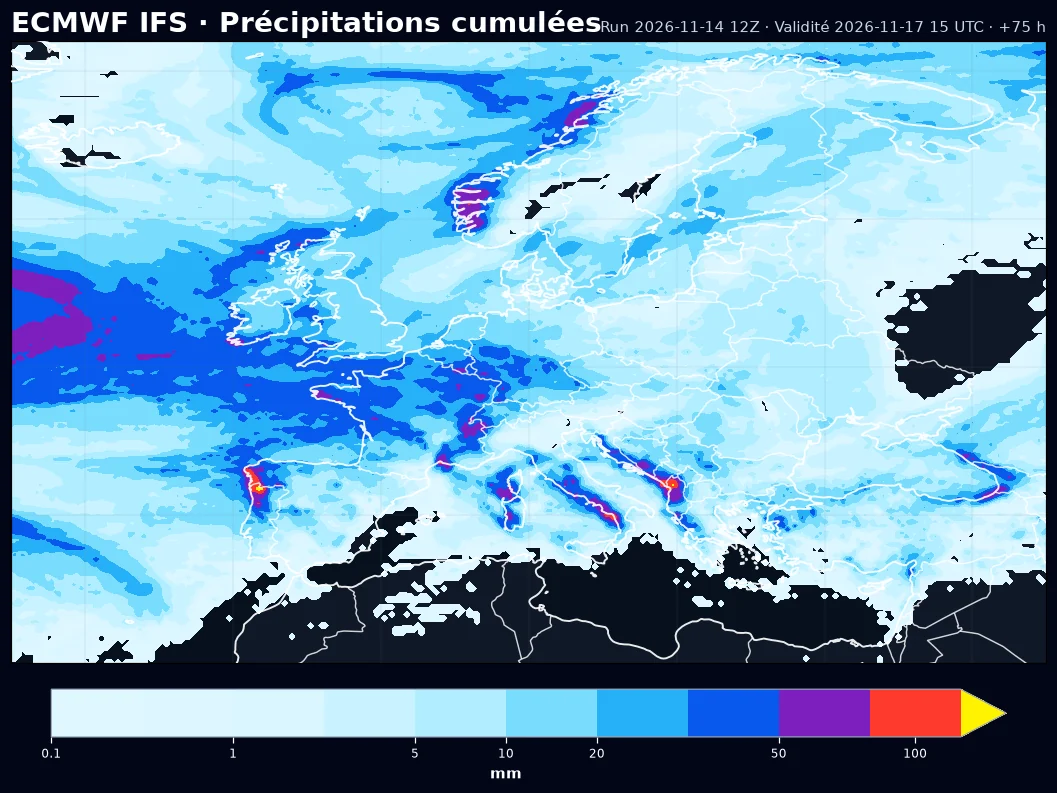 ECMWF IFS · Précipitations cumulées
Run 2026-11-14 12Z · Validité 2026-11-17 15 UTC · +75 h
0.1 1 5 10 20 50 100
mm